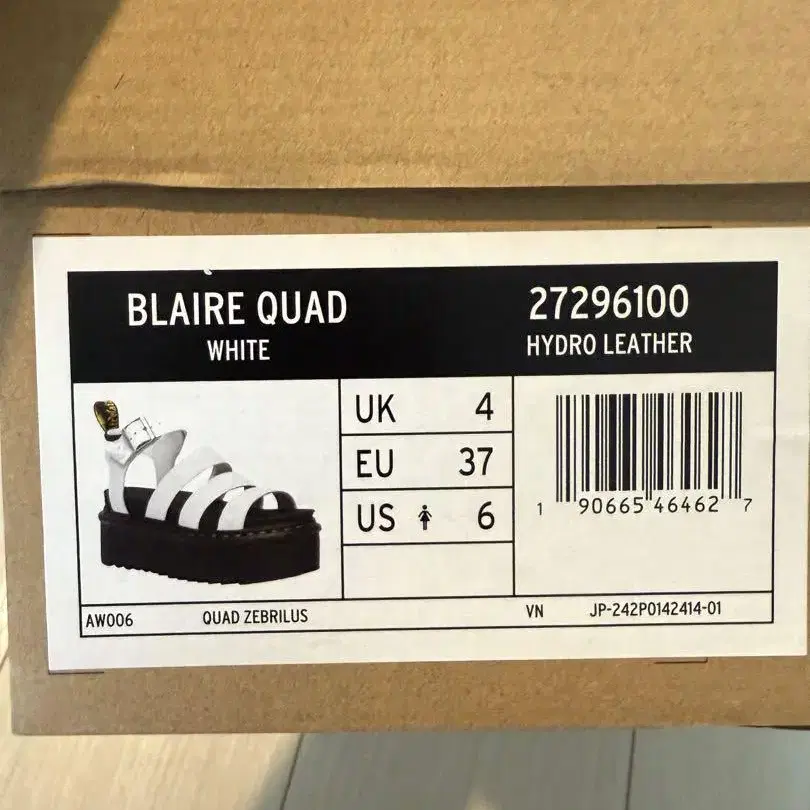 BLAIRE QUAD
WHITE
27296100
HYDRO LEATHER
UK 4
EU 37
US 6
1 90665 46462 7
AW006 QUAD ZEBRILUS VN JP-242P0142414-01